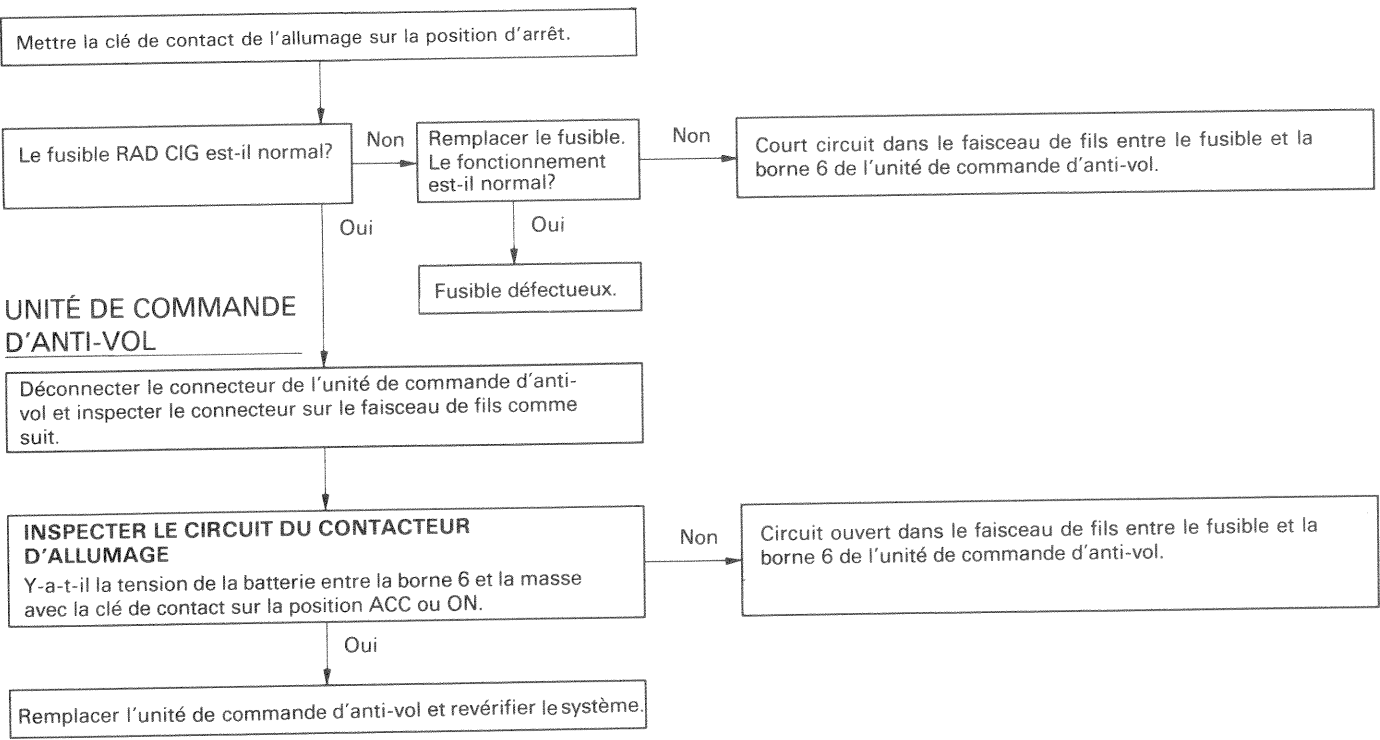 Mettre la clé de contact de l'allumage sur la position d'arrêt.
Le fusible RAD CIG est-il normal?
Non
Remplacer le fusible.
Le fonctionnement
est-il normal?
Non
Court circuit dans le faisceau de fils entre le fusible et la
borne 6 de l'unité de commande d'anti-vol.
Oui
Oui
Fusible défectueux.
UNITÉ DE COMMANDE
D'ANTI-VOL
Déconnecter le connecteur de l'unité de commande d'anti-
vol et inspecter le connecteur sur le faisceau de fils comme
suit.
INSPECTER LE CIRCUIT DU CONTACTEUR
D'ALLUMAGE
Y-a-t-il la tension de la batterie entre la borne 6 et la masse
avec la clé de contact sur la position ACC ou ON.
Non
Circuit ouvert dans le faisceau de fils entre le fusible et la
borne 6 de l'unité de commande d'anti-vol.
Oui
Remplacer l'unité de commande d'anti-vol et revérifier le système.